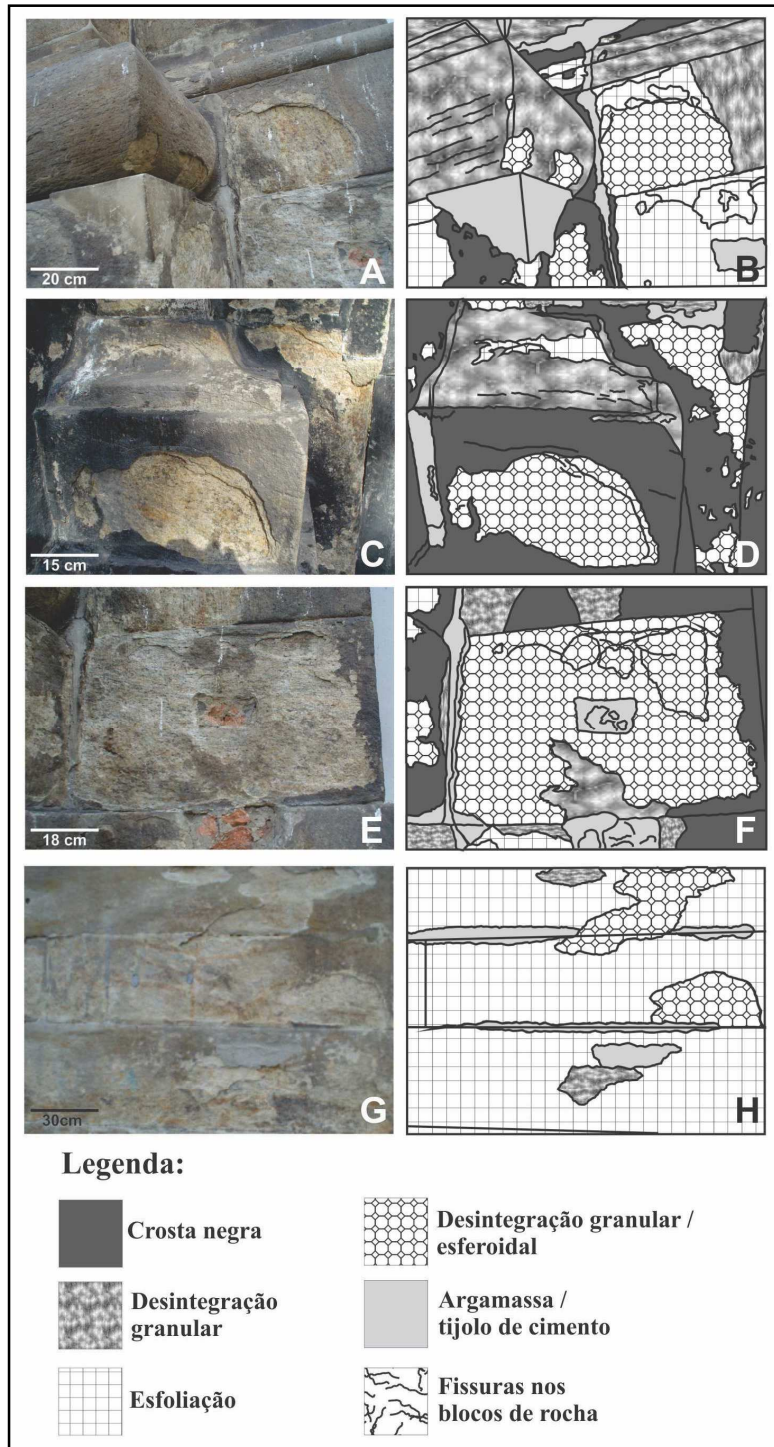 20 cm
A
B
15 cm
C
D
18 cm
E
F
30cm
G
H
Legenda:
Crosta negra
Desintegração granular /
esferoidal
Desintegração
granular
Argamassa /
tijolo de cimento
Esfoliação
Fissuras nos
blocos de rocha